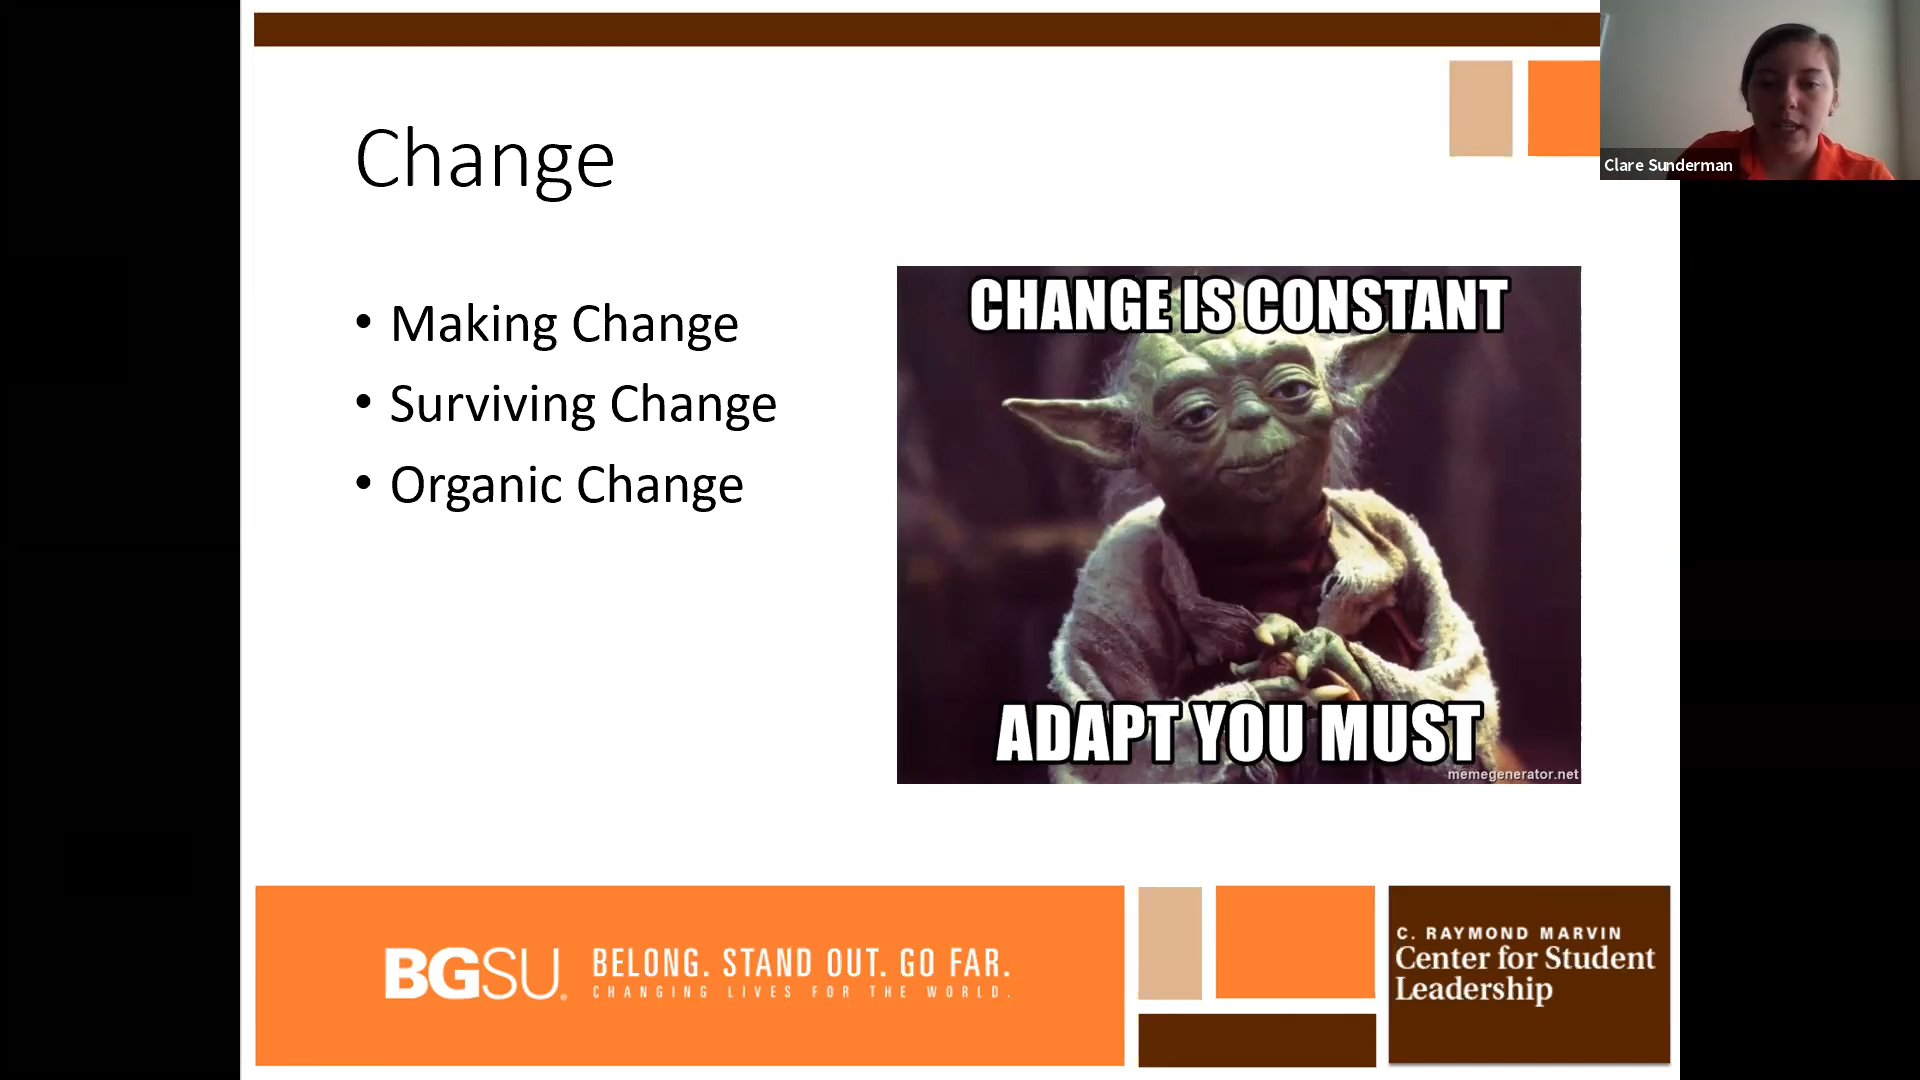 Change
Clare Sunderman
• Making Change
• Surviving Change
• Organic Change
CHANGE IS CONSTANT
ADAPT YOU MUST
memegenerator.net
BGSU.
BELONG. STAND OUT. GO FAR.
CHANGING LIVES FOR THE WORLD.
C. RAYMOND MARVIN
Center for Student
Leadership